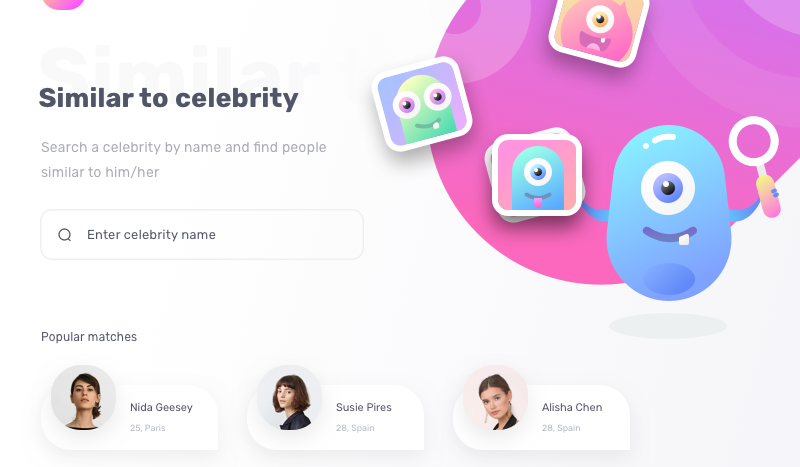 Similar t
Similar to celebrity
Search a celebrity by name and find people
similar to him/her
Enter celebrity name
Popular matches
Nida Geesey
25, Paris
Susie Pires
28, Spain
Alisha Chen
28, Spain